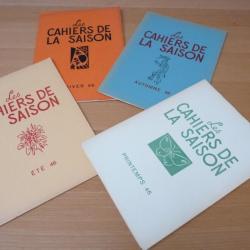 Les
CAHIERS DE
LA SAISON
HIVER 46
Les
CAHIERS DE
LA SAISON
AUTOMNE 46
Les
CAHIERS DE
LA SAISON
ÉTÉ 46
Les
CAHIERS DE
LA SAISON
PRINTEMPS 46